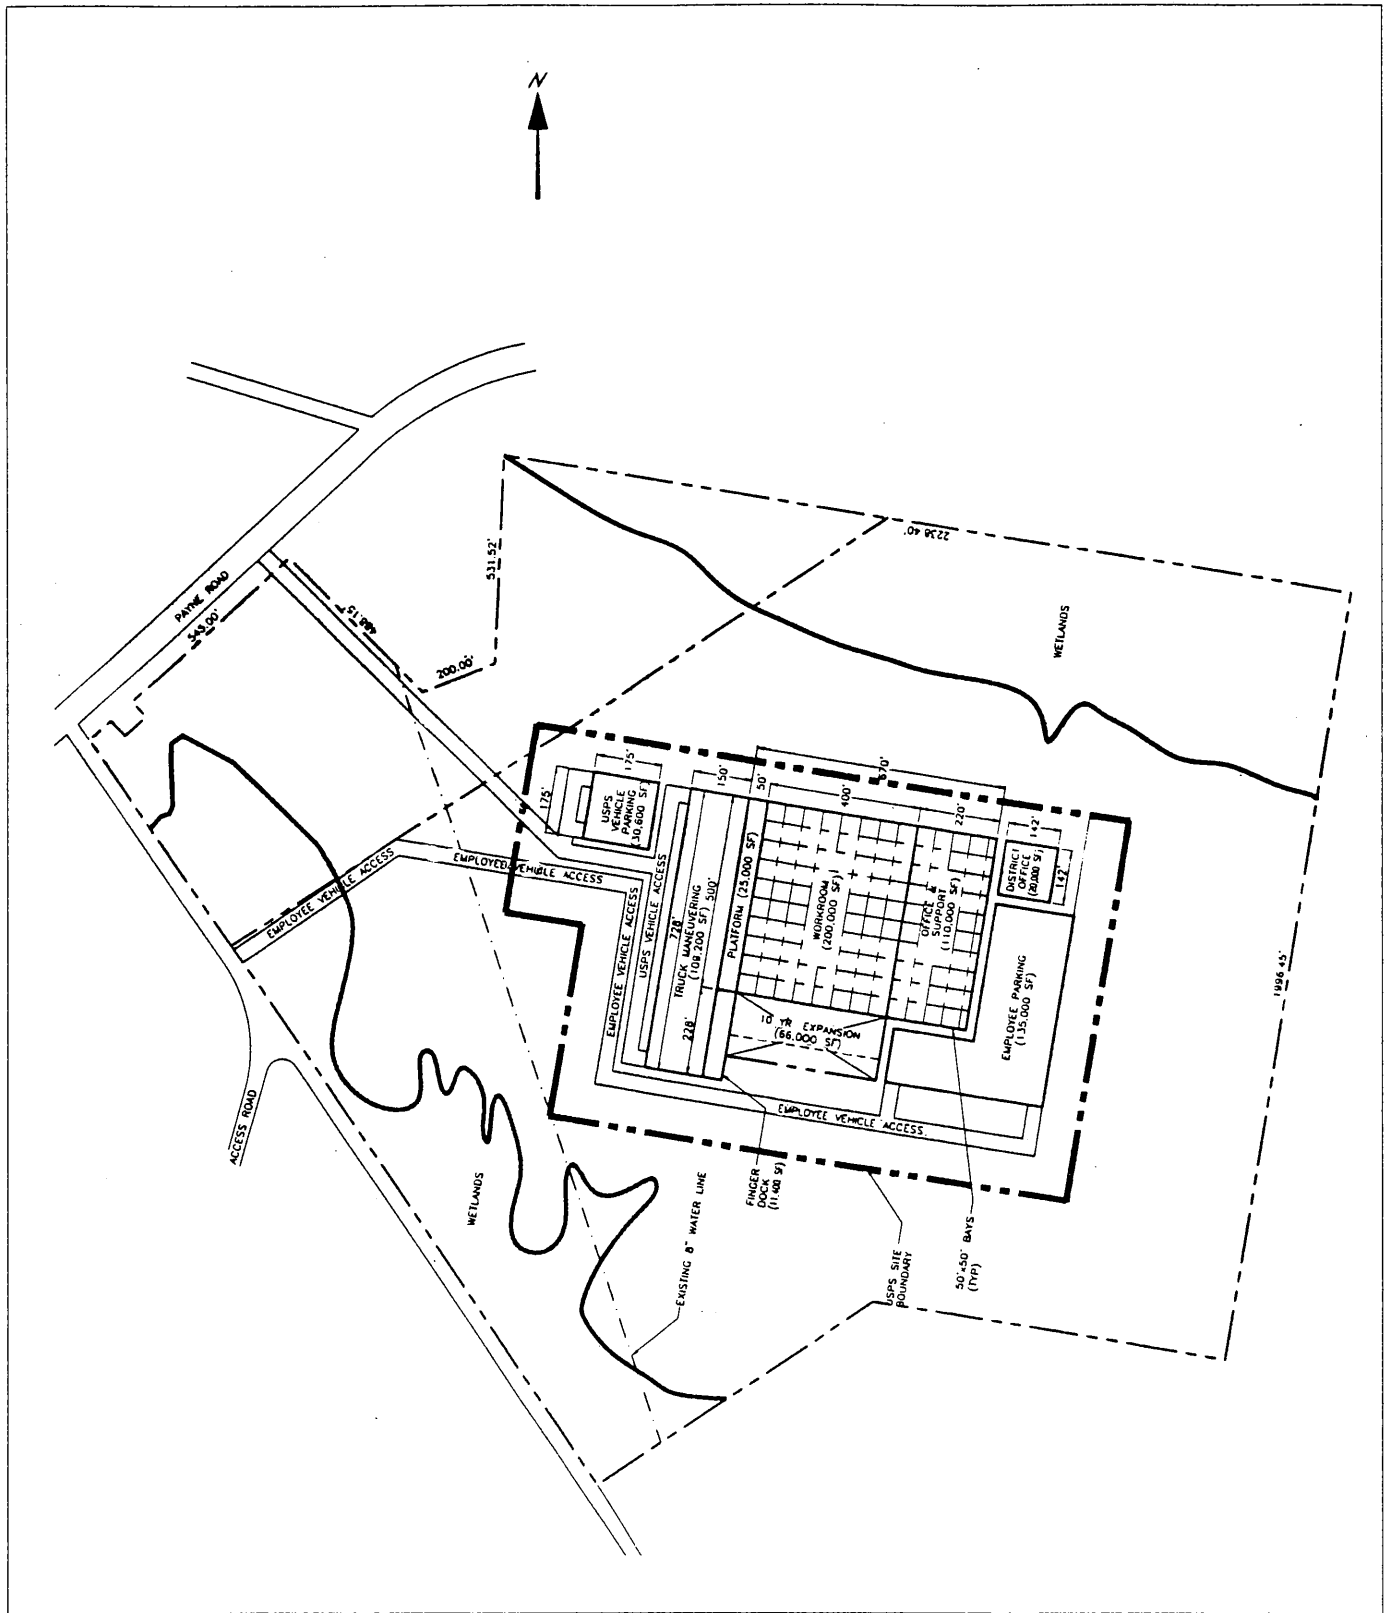 N
PAYNE ROAD
545.00'
488.15'
200.00'
531.52'
2238.40'
WETLANDS
1996.45'
175'
175'
USPS
VEHICLE
PARKING
(30,600 SF)
150'
50'
670'
400'
220'
142'
142'
EMPLOYEE VEHICLE ACCESS
EMPLOYEE VEHICLE ACCESS
EMPLOYEE VEHICLE ACCESS
USPS VEHICLE ACCESS
728'
TRUCK MANEUVERING
(109,200 SF)
500'
228'
PLATFORM (25,000 SF)
WORKROOM
(200,000 SF)
OFFICE &
SUPPORT
(110,000 SF)
DISTRICT
OFFICE
(20,000 SF)
EMPLOYEE PARKING
(135,000 SF)
10 YR EXPANSION
(66,000 SF)
EMPLOYEE VEHICLE ACCESS
ACCESS ROAD
WETLANDS
EXISTING 8" WATER LINE
FINGER
DOCK
(11,400 SF)
USPS SITE
BOUNDARY
50'x50' BAYS
(TYP)